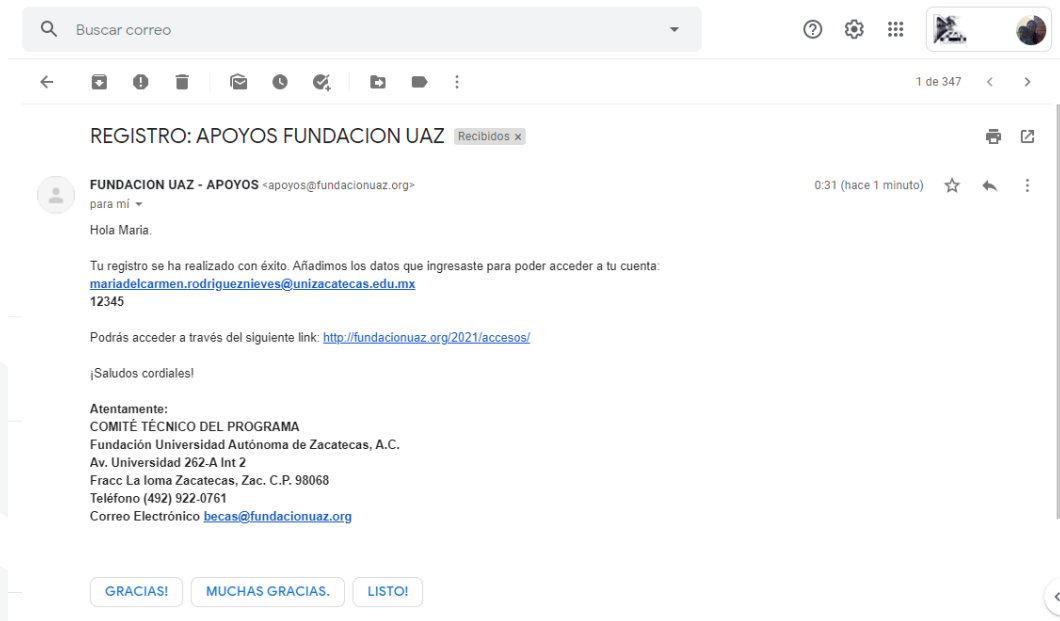 Buscar correo
1 de 347
REGISTRO: APOYOS FUNDACION UAZ Recibidos x
FUNDACION UAZ - APOYOS <apoyos@fundacionuaz.org> 0:31 (hace 1 minuto)
para mí
Hola Maria.
Tu registro se ha realizado con éxito. Añadimos los datos que ingresaste para poder acceder a tu cuenta:
mariadelcarmen.rodrigueznieves@unizacatecas.edu.mx
12345
Podrás acceder a través del siguiente link: http://fundacionuaz.org/2021/accesos/
¡Saludos cordiales!
Atentamente:
COMITÉ TÉCNICO DEL PROGRAMA
Fundación Universidad Autónoma de Zacatecas, A.C.
Av. Universidad 262-A Int 2
Fracc La loma Zacatecas, Zac. C.P. 98068
Teléfono (492) 922-0761
Correo Electrónico becas@fundacionuaz.org
GRACIAS! MUCHAS GRACIAS. LISTO!